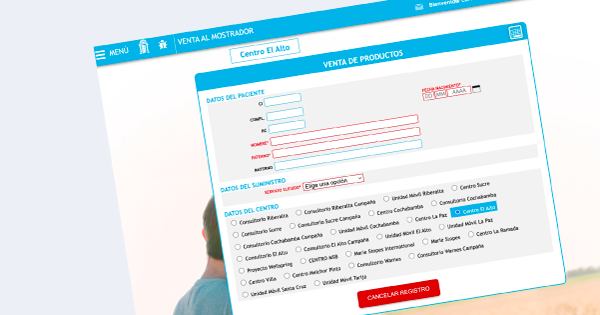 MENÚ VENTA AL MOSTRADOR Bienvenido
Centro El Alto
VENTA DE PRODUCTOS
DATOS DEL PACIENTE
CI
FECHA NACIMIENTO* DD MM AAAA
COMPL.
RC
NOMBRE*
PATERNO*
MATERNO
DATOS DEL SUMINISTRO
SERVICIO CLÍNICO* Elige una opción
DATOS DEL CENTRO
Consultorio Riberalta Consultorio Riberalta Campaña Unidad Móvil Riberalta Centro Sucre
Consultorio Sucre Consultorio Sucre Campaña Centro Cochabamba Consultoria Cochabamba
Consultorio Cochabamba Campaña Unidad Móvil Cochabamba Centro La Paz Centro El Alto
Consultorio El Alto Consultorio El Alto Campaña Unidad Móvil El Alto Unidad Móvil La Paz
Proyecto Wellspring CENTRO WEB Marie Stopes International Marie Stopes Centro La Ramada
Centro Villa Centro Melchor Pinto Consultorio Warnes Consultorio Warnes Campaña
Unidad Móvil Santa Cruz Unidad Móvil Tarija
CANCELAR REGISTRO